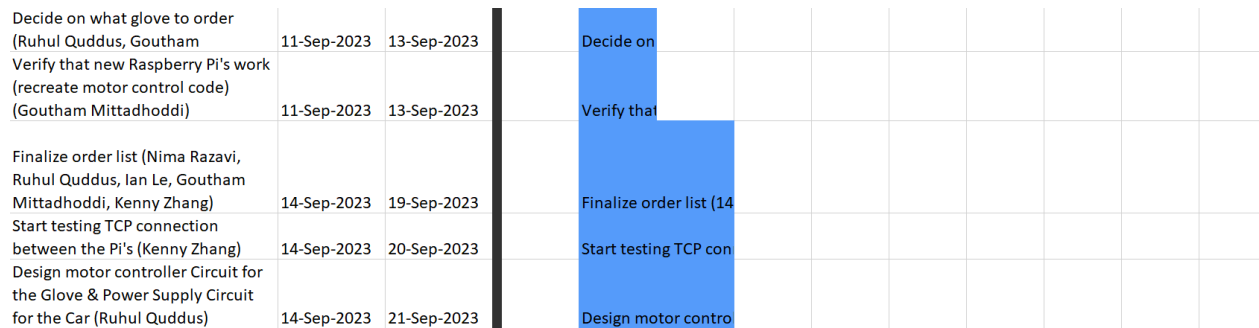 Decide on what glove to order
(Ruhul Quddus, Goutham
11-Sep-2023 13-Sep-2023 Decide on
Verify that new Raspberry Pi's work
(recreate motor control code)
(Goutham Mittadhoddi)
11-Sep-2023 13-Sep-2023 Verify that
Finalize order list (Nima Razavi,
Ruhul Quddus, Ian Le, Goutham
Mittadhoddi, Kenny Zhang)
14-Sep-2023 19-Sep-2023 Finalize order list (14
Start testing TCP connection
between the Pi's (Kenny Zhang)
14-Sep-2023 20-Sep-2023 Start testing TCP con
Design motor controller Circuit for
the Glove & Power Supply Circuit
for the Car (Ruhul Quddus)
14-Sep-2023 21-Sep-2023 Design motor contro